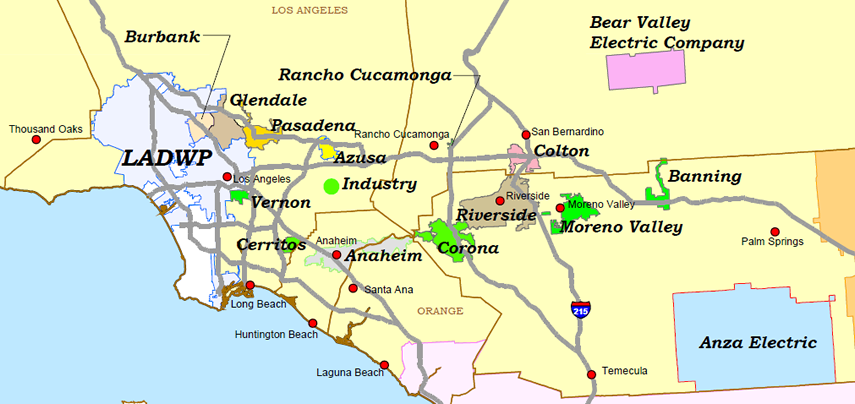 LOS ANGELES
Burbank
Bear Valley
Electric Company
Rancho Cucamonga
Glendale
Thousand Oaks
Pasadena
Rancho Cucamonga
San Bernardino
LADWP
Azusa
Colton
Los Angeles
Industry
Banning
Vernon
Riverside
Riverside
Moreno Valley
Moreno Valley
Cerritos
Anaheim
Anaheim
Corona
Palm Springs
Long Beach
Santa Ana
ORANGE
215
Huntington Beach
Anza Electric
Laguna Beach
Temecula